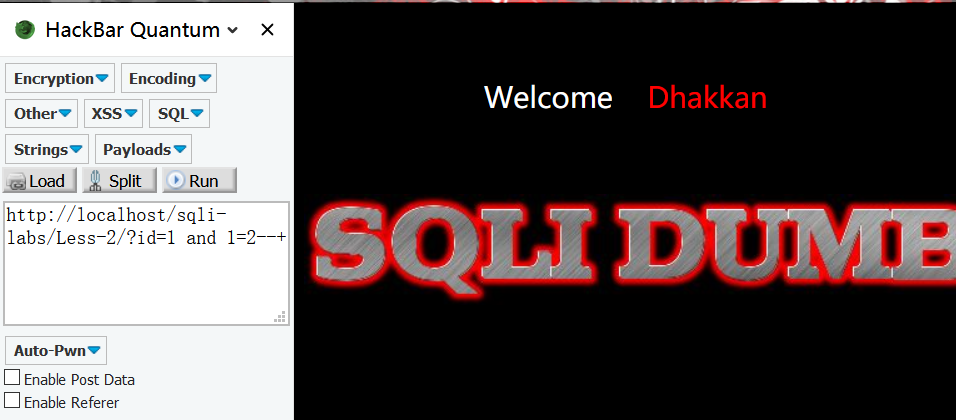 HackBar Quantum
Encryption Encoding
Other XSS SQL
Strings Payloads
Load Split Run
http://localhost/sqli-
labs/Less-2/?id=1 and 1=2--+
Auto-Pwn
Enable Post Data
Enable Referer
Welcome Dhakkan
SQLI DUMB